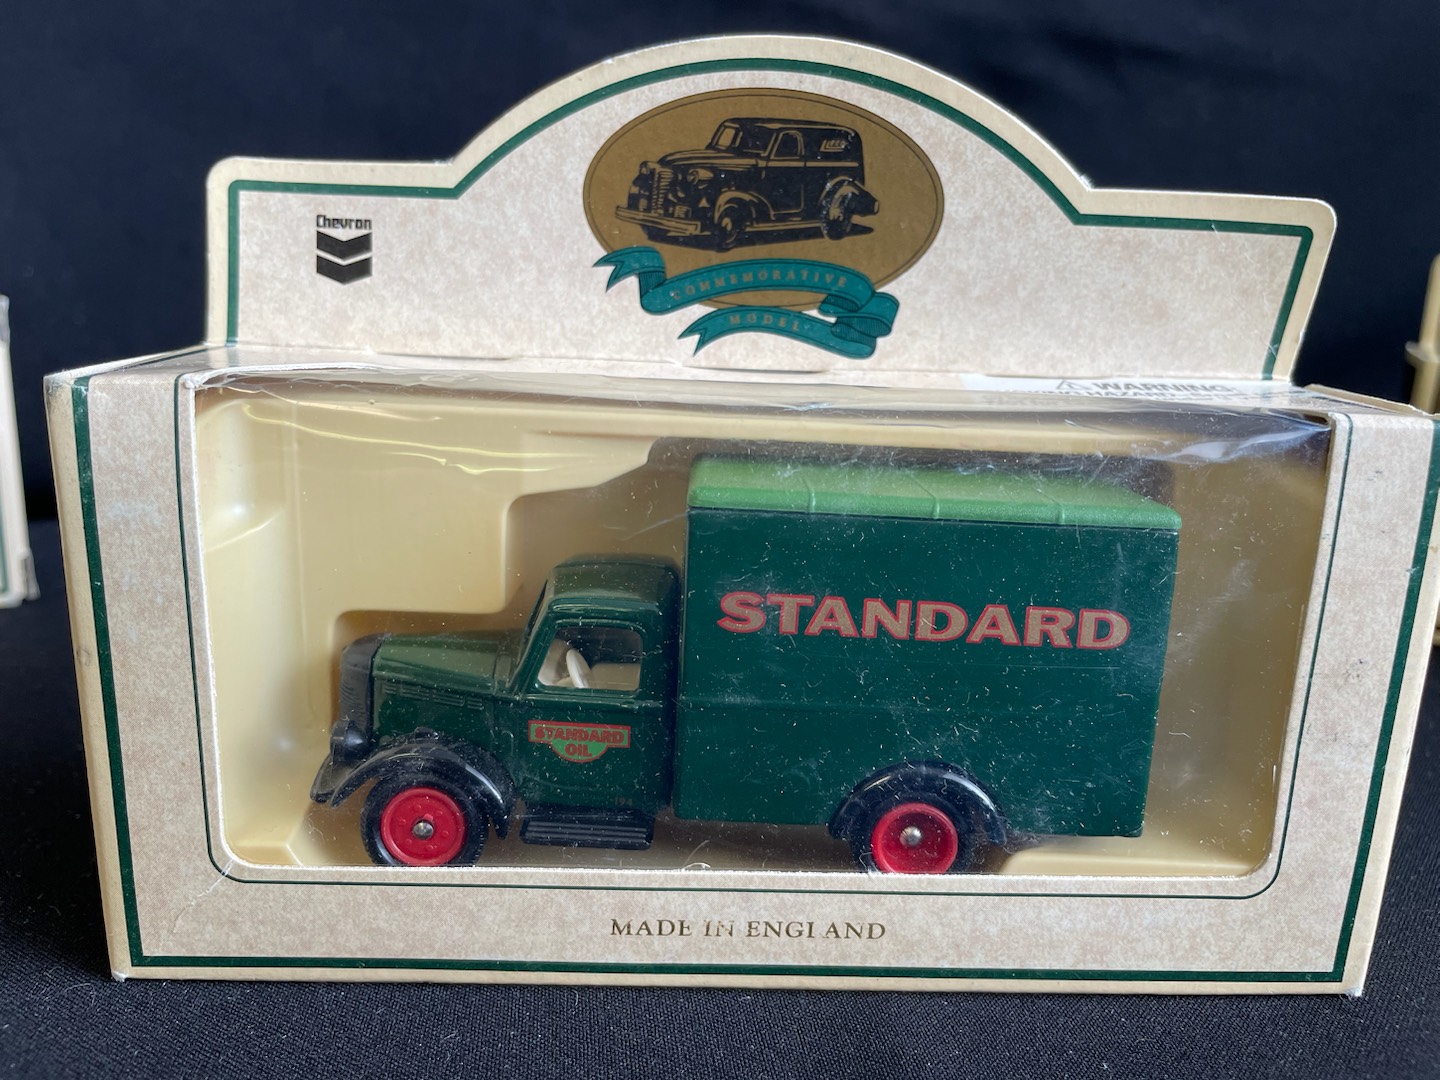 Chevron
COMMEMORATIVE
MODEL
WARNING
STANDARD
STANDARD
OIL
MADE IN ENGLAND